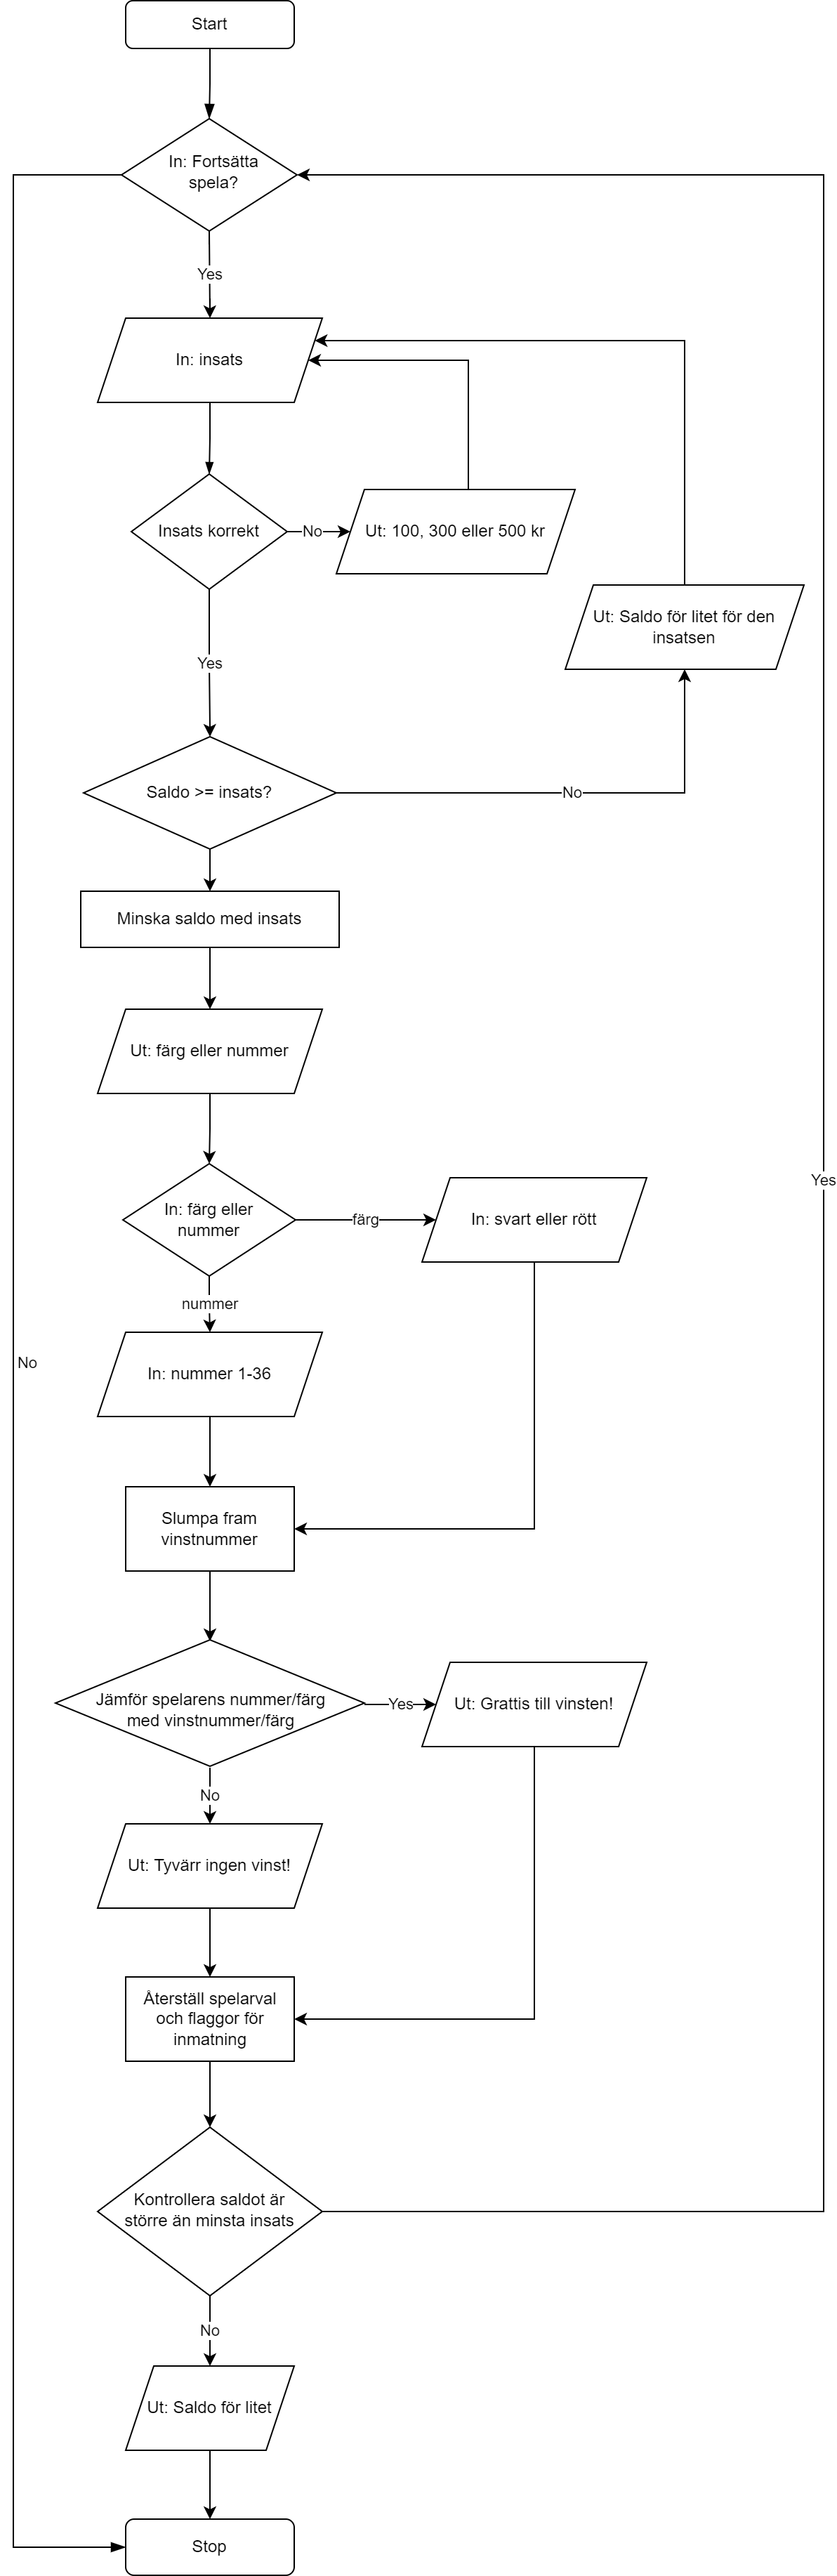 Start
In: Fortsätta
spela?
Yes
In: insats
Insats korrekt
No
Ut: 100, 300 eller 500 kr
Ut: Saldo för litet för den
insatsen
Yes
Saldo >= insats?
No
Minska saldo med insats
Ut: färg eller nummer
Yes
In: färg eller
nummer
färg
In: svart eller rött
nummer
No
In: nummer 1-36
Slumpa fram
vinstnummer
Jämför spelarens nummer/färg
med vinstnummer/färg
Yes
Ut: Grattis till vinsten!
No
Ut: Tyvärr ingen vinst!
Återställ spelarval
och flaggor för
inmatning
Kontrollera saldot är
större än minsta insats
No
Ut: Saldo för litet
Stop